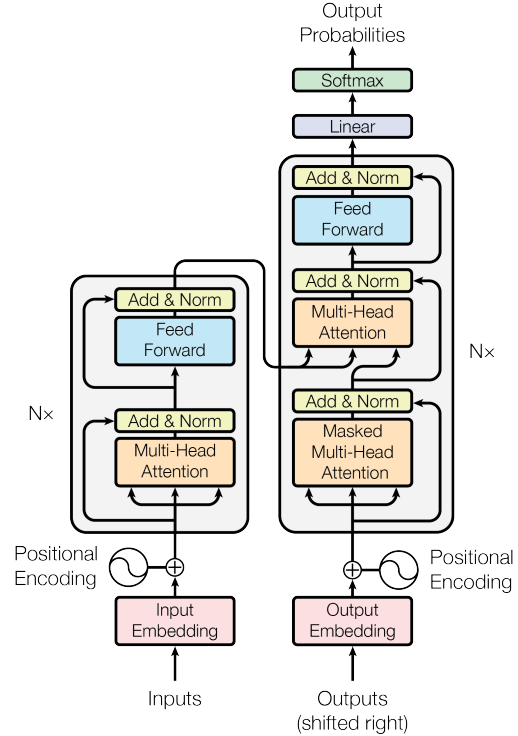 Output
Probabilities
Softmax
Linear
Add & Norm
Feed
Forward
Add & Norm
Multi-Head
Attention
Add & Norm
Masked
Multi-Head
Attention
N×
Add & Norm
Feed
Forward
Add & Norm
Multi-Head
Attention
N×
Positional
Encoding
Positional
Encoding
Input
Embedding
Output
Embedding
Inputs
Outputs
(shifted right)